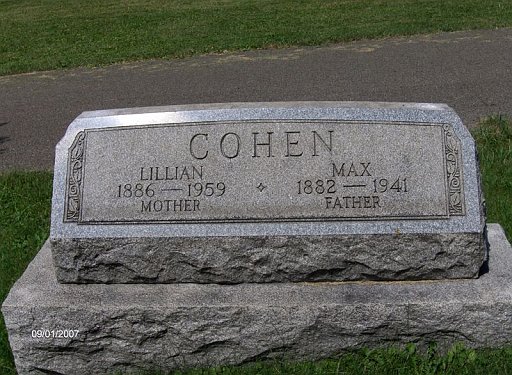 COHEN
LILLIAN MAX
1886 — 1959 1882 — 1941
MOTHER FATHER
09/01/2007